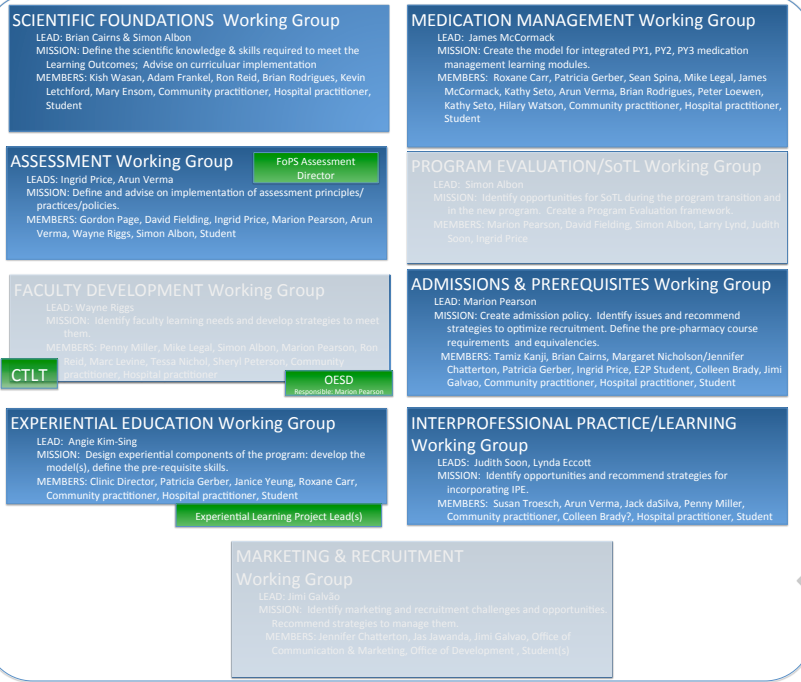 SCIENTIFIC FOUNDATIONS Working Group
LEAD: Brian Cairns & Simon Albon
MISSION: Define the scientific knowledge & skills required to meet the
Learning Outcomes; Advise on curriculuar implementation
MEMBERS: Kish Wasan, Adam Frankel, Ron Reid, Brian Rodrigues, Kevin
Letchford, Mary Ensom, Community practitioner, Hospital practitioner,
Student
MEDICATION MANAGEMENT Working Group
LEAD: James McCormack
MISSION: Create the model for integrated PY1, PY2, PY3 medication
management learning modules.
MEMBERS: Roxane Carr, Patricia Gerber, Sean Spina, Mike Legal, James
McCormack, Kathy Seto, Arun Verma, Brian Rodrigues, Peter Loewen,
Kathy Seto, Hilary Watson, Community practitioner, Hospital practitioner,
Student
ASSESSMENT Working Group
LEADS: Ingrid Price, Arun Verma
MISSION: Define and advise on implementation of assessment principles/
practices/policies.
MEMBERS: Gordon Page, David Fielding, Ingrid Price, Marion Pearson, Arun
Verma, Wayne Riggs, Simon Albon, Student
FoPS Assessment
Director
PROGRAM EVALUATION/SoTL Working Group
LEAD: Simon Albon
MISSION: Identify opportunities for SoTL during the program transition and
in the new program. Create a Program Evaluation framework.
MEMBERS: Marion Pearson, David Fielding, Simon Albon, Larry Lynd, Judith
Soon, Ingrid Price
FACULTY DEVELOPMENT Working Group
LEAD: Wayne Riggs
MISSION: Identify faculty learning needs and develop strategies to meet
them.
MEMBERS: Penny Miller, Mike Legal, Simon Albon, Marion Pearson, Ron
Reid, Marc Levine, Tessa Nichol, Sheryl Peterson, Community
practitioner, Hospital practitioner
CTLT
OESD
Responsible: Marion Pearson
ADMISSIONS & PREREQUISITES Working Group
LEAD: Marion Pearson
MISSION: Create admission policy. Identify issues and recommend
strategies to optimize recruitment. Define the pre-pharmacy course
requirements and equivalencies.
MEMBERS: Tamiz Kanji, Brian Cairns, Margaret Nicholson/Jennifer
Chatterton, Patricia Gerber, Ingrid Price, E2P Student, Colleen Brady, Jimi
Galvao, Community practitioner, Hospital practitioner, Student
EXPERIENTIAL EDUCATION Working Group
LEAD: Angie Kim-Sing
MISSION: Design experiential components of the program: develop the
model(s), define the pre-requisite skills.
MEMBERS: Clinic Director, Patricia Gerber, Janice Yeung, Roxane Carr,
Community practitioner, Hospital practitioner, Student
Experiential Learning Project Lead(s)
INTERPROFESSIONAL PRACTICE/LEARNING
Working Group
LEADS: Judith Soon, Lynda Eccott
MISSION: Identify opportunities and recommend strategies for
incorporating IPE.
MEMBERS: Susan Troesch, Arun Verma, Jack daSilva, Penny Miller,
Community practitioner, Colleen Brady?, Hospital practitioner, Student
MARKETING & RECRUITMENT
Working Group
LEAD: Jimi Galvão
MISSION: Identify marketing and recruitment challenges and opportunities.
Recommend strategies to manage them.
MEMBERS: Jennifer Chatterton, Jas Jawanda, Jimi Galvao, Office of
Communication & Marketing, Office of Development , Student(s)